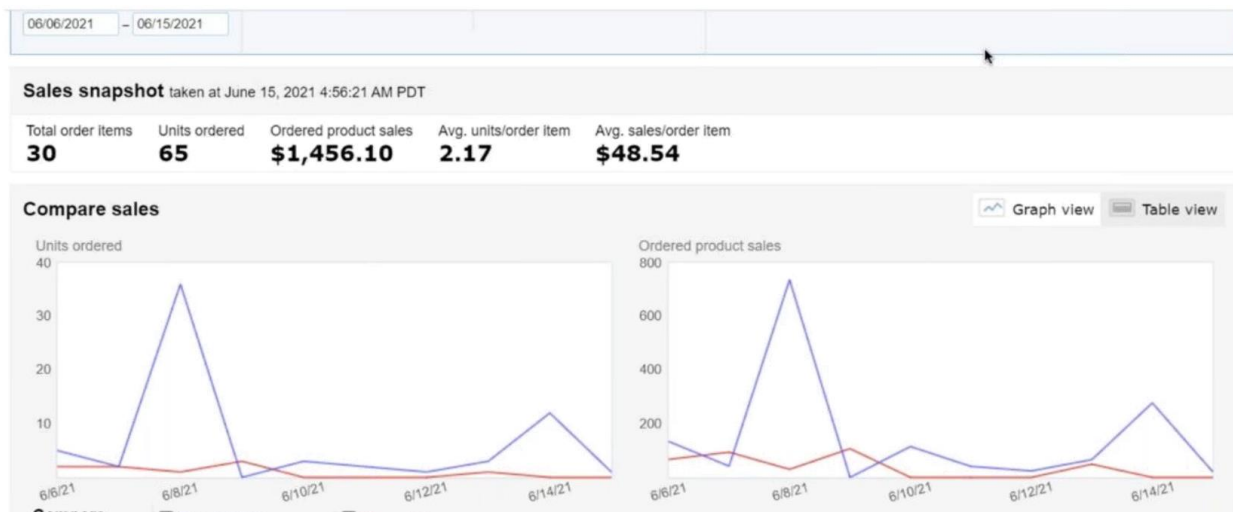 06/06/2021 – 06/15/2021
Sales snapshot taken at June 15, 2021 4:56:21 AM PDT
Total order items Units ordered Ordered product sales Avg. units/order item Avg. sales/order item
30 65 $1,456.10 2.17 $48.54
Compare sales Graph view Table view
Units ordered Ordered product sales
40 800
30 600
20 400
10 200
6/6/21 6/8/21 6/10/21 6/12/21 6/14/21 6/6/21 6/8/21 6/10/21 6/12/21 6/14/21